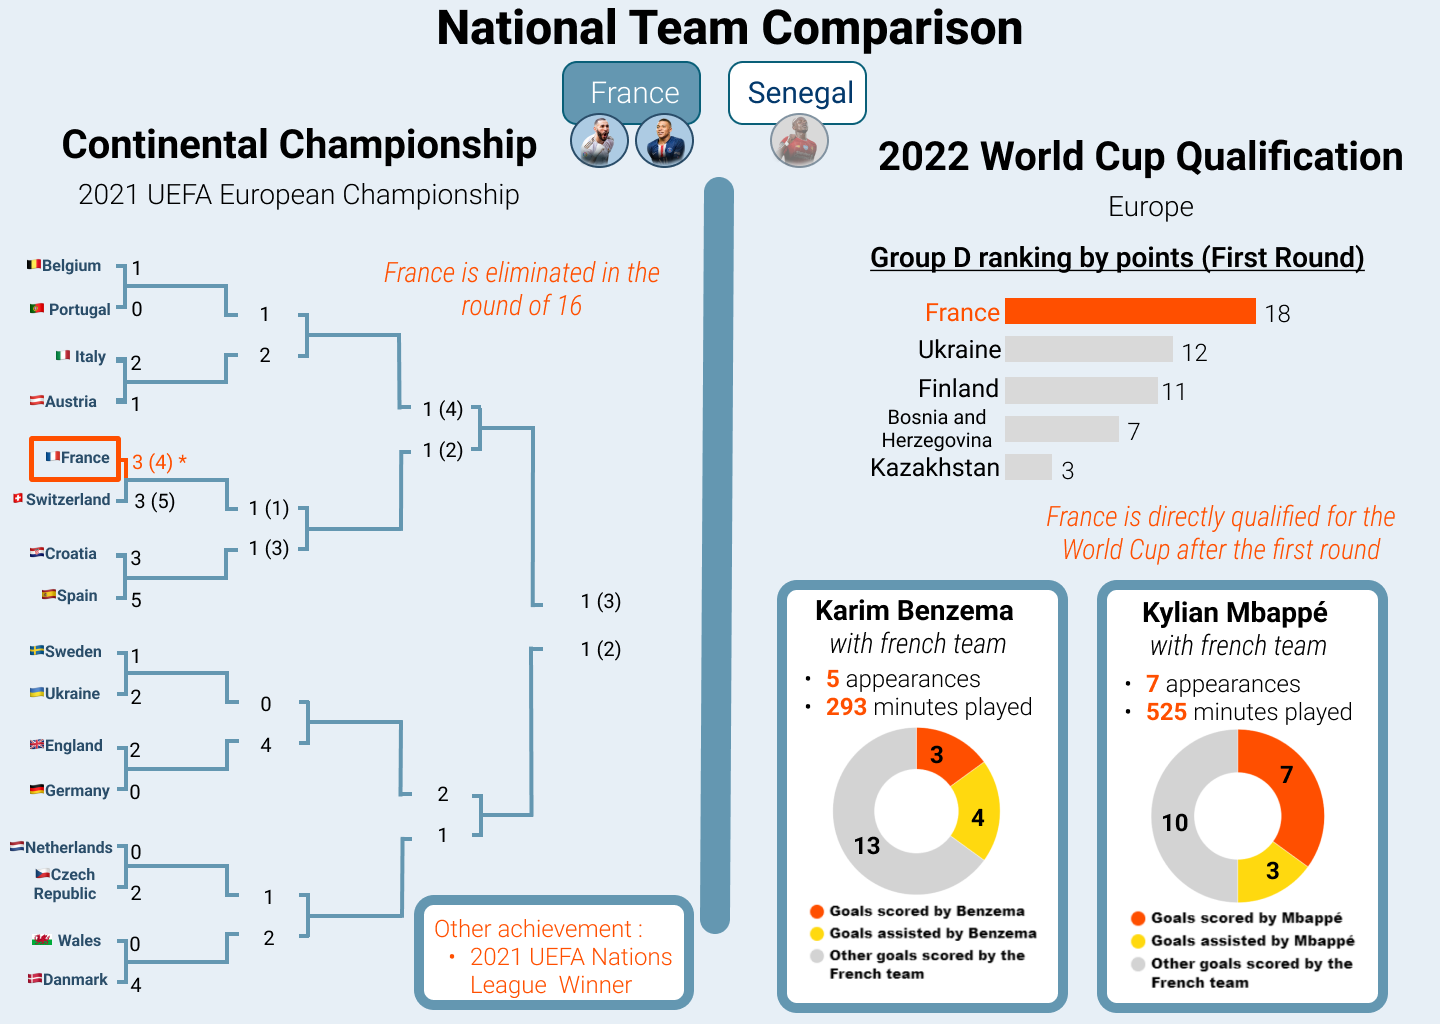 National Team Comparison
France
Senegal
Continental Championship
2021 UEFA European Championship
France is eliminated in the
round of 16
Belgium 1
Portugal 0
Italy 2
Austria 1
France 3 (4) *
Switzerland 3 (5)
Croatia 3
Spain 5
Sweden 1
Ukraine 2
England 2
Germany 0
Netherlands 0
Czech
Republic 2
Wales 0
Danmark 4
1
2
1 (1)
1 (3)
0
4
1
2
1 (4)
1 (2)
2
1
1 (3)
1 (2)
Other achievement :
• 2021 UEFA Nations
League Winner
2022 World Cup Qualification
Europe
Group D ranking by points (First Round)
France 18
Ukraine 12
Finland 11
Bosnia and
Herzegovina 7
Kazakhstan 3
France is directly qualified for the
World Cup after the first round
Karim Benzema
with french team
• 5 appearances
• 293 minutes played
3
4
13
Goals scored by Benzema
Goals assisted by Benzema
Other goals scored by the
French team
Kylian Mbappé
with french team
• 7 appearances
• 525 minutes played
7
10
3
Goals scored by Mbappé
Goals assisted by Mbappé
Other goals scored by the
French team